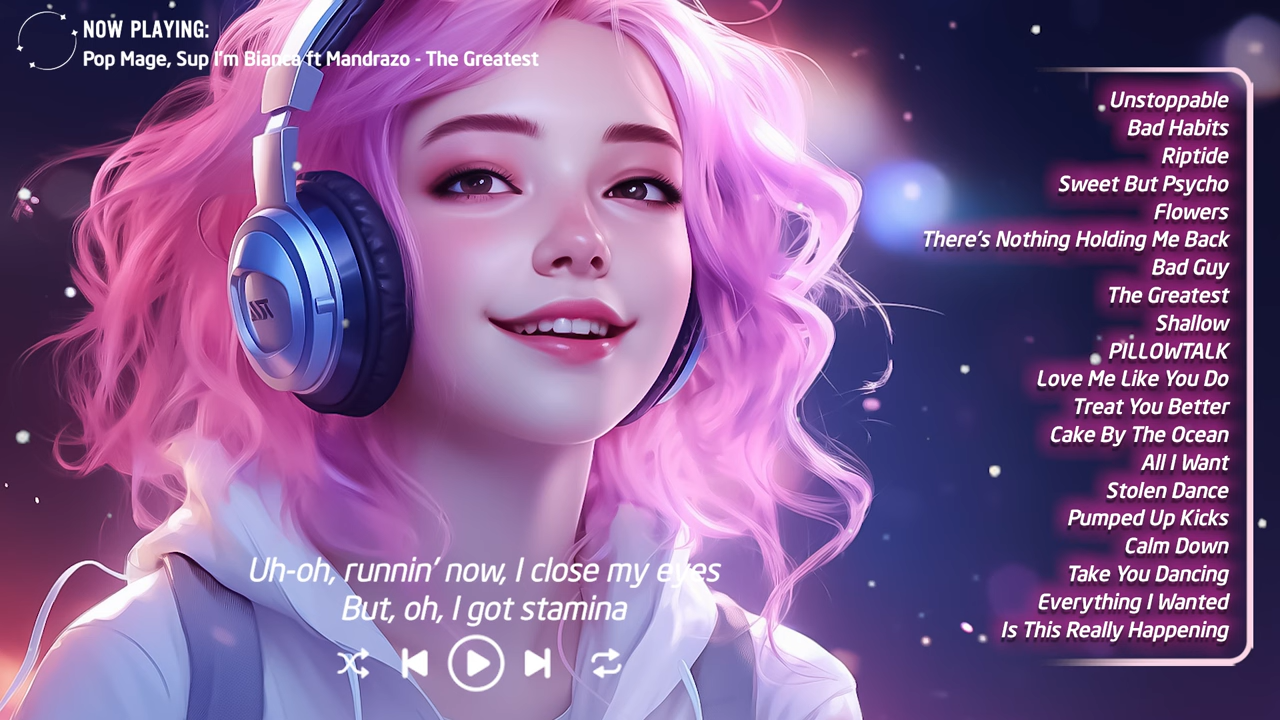 NOW PLAYING:
Pop Mage, Sup I'm Bianca ft Mandrazo - The Greatest
Unstoppable
Bad Habits
Riptide
Sweet But Psycho
Flowers
There's Nothing Holding Me Back
Bad Guy
The Greatest
Shallow
PILLOWTALK
Love Me Like You Do
Treat You Better
Cake By The Ocean
All I Want
Stolen Dance
Pumped Up Kicks
Calm Down
Take You Dancing
Everything I Wanted
Is This Really Happening
Uh-oh, runnin' now, I close my eyes
But, oh, I got stamina